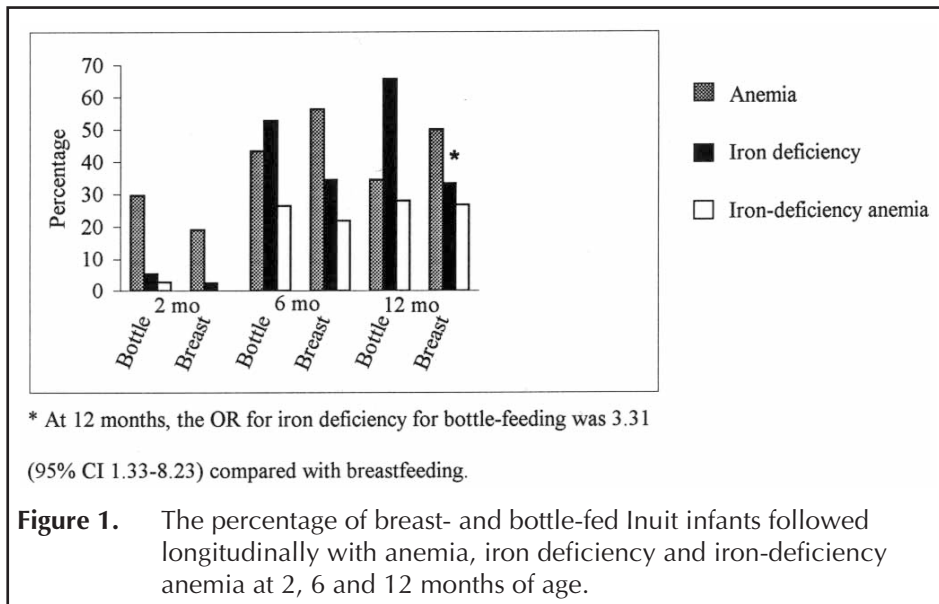 70
60
50
40
30
20
10
0
Percentage
2 mo
6 mo
12 mo
Bottle
Breast
Bottle
Breast
Bottle
Breast
*
Anemia
Iron deficiency
Iron-deficiency anemia
* At 12 months, the OR for iron deficiency for bottle-feeding was 3.31
(95% CI 1.33-8.23) compared with breastfeeding.
Figure 1. The percentage of breast- and bottle-fed Inuit infants followed
longitudinally with anemia, iron deficiency and iron-deficiency
anemia at 2, 6 and 12 months of age.